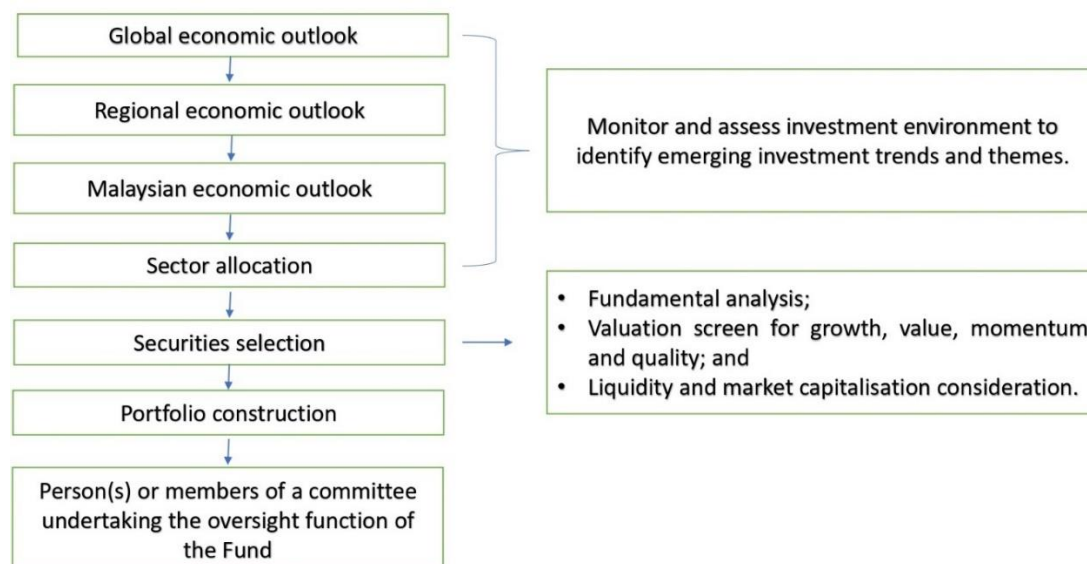 Global economic outlook
Regional economic outlook
Malaysian economic outlook
Sector allocation
Securities selection
Portfolio construction
Person(s) or members of a committee
undertaking the oversight function of
the Fund
Monitor and assess investment environment to
identify emerging investment trends and themes.
• Fundamental analysis;
• Valuation screen for growth, value, momentum
and quality; and
• Liquidity and market capitalisation consideration.